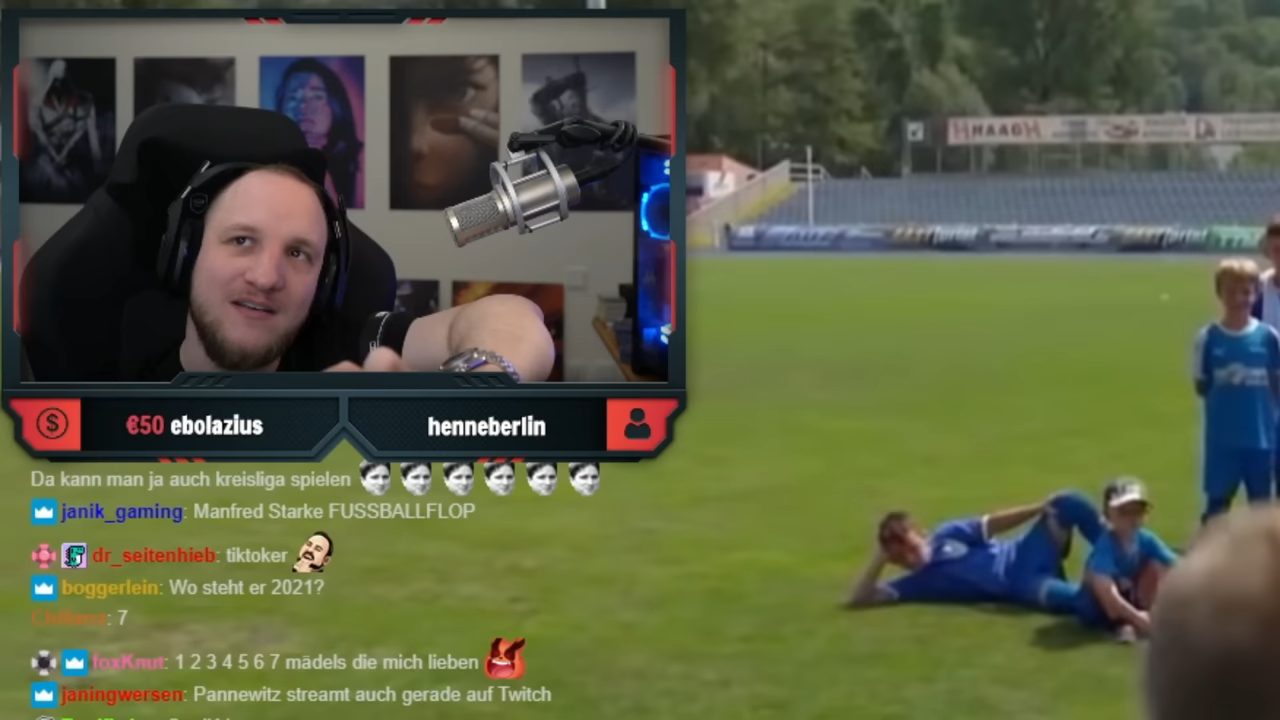 HAAGH
€50 ebolazius
henneberlin
Da kann man ja auch kreisliga spielen
janik_gaming: Manfred Starke FUSSBALLFLOP
dr_seitenhieb: tiktoker
boggerlein: Wo steht er 2021?
: 7
foxKnut: 1 2 3 4 5 6 7 mädels die mich lieben
janingwersen: Pannewitz streamt auch gerade auf Twitch